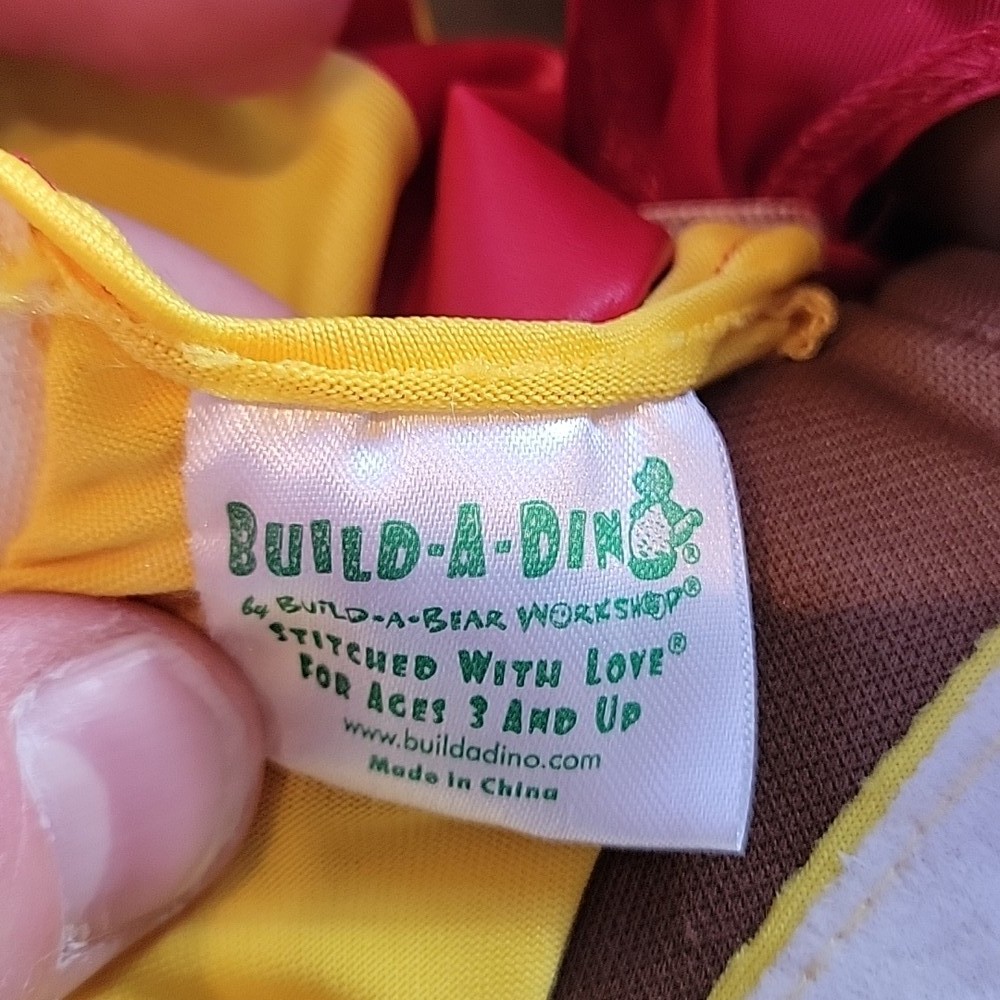 BUILD-A-DINO®
by BUILD-A-BEAR WORKSHOP®
STITCHED WITH LOVE®
FOR AGES 3 AND UP
www.buildadino.com
Made in China